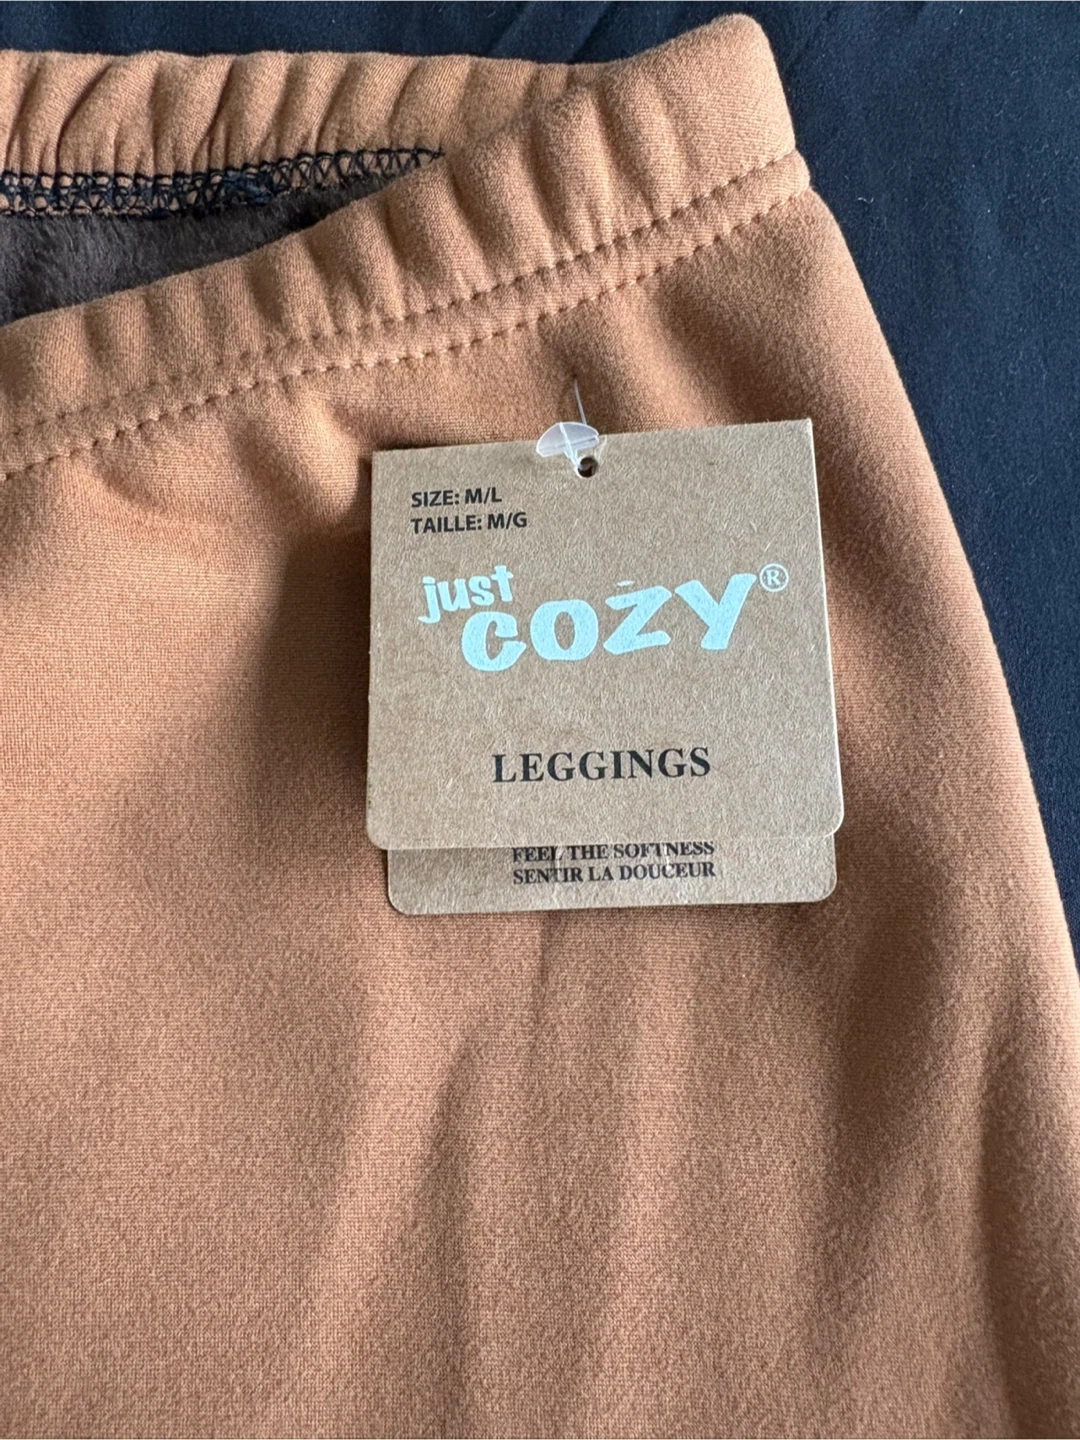 SIZE: M/L
TAILLE: M/G
just
COZY®
LEGGINGS
FEEL THE SOFTNESS
SENTIR LA DOUCEUR